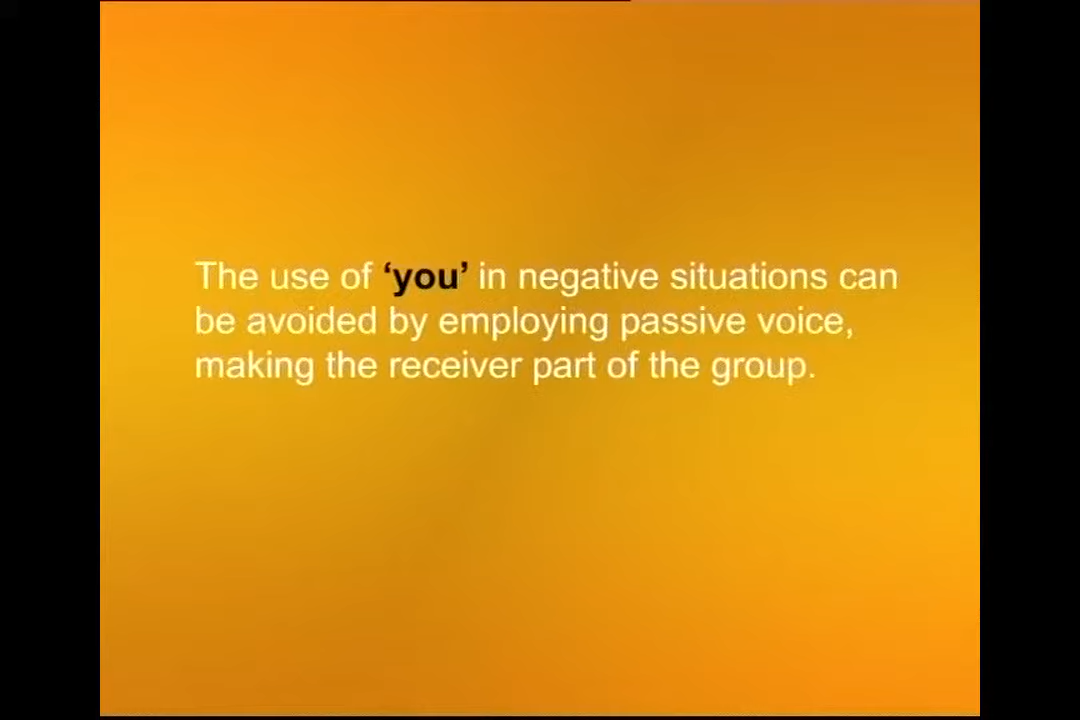 The use of ‘you’ in negative situations can
be avoided by employing passive voice,
making the receiver part of the group.